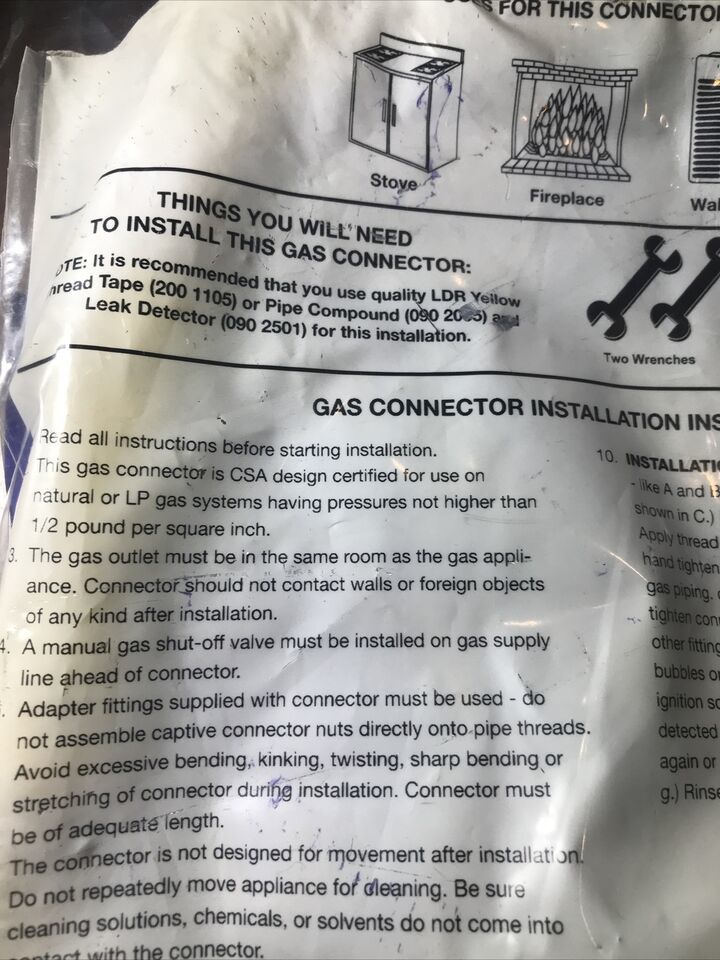 S FOR THIS CONNECTO
Stove
Fireplace
Wal
THINGS YOU WILL NEED
TO INSTALL THIS GAS CONNECTOR:
OTE: It is recommended that you use quality LDR Yellow
hread Tape (200 1105) or Pipe Compound (090 and
Leak Detector (090 2501) for this installation.
Two Wrenches
GAS CONNECTOR INSTALLATION INS
Read all instructions before starting installation.
This gas connector is CSA design certified for use on
natural or LP gas systems having pressures not higher than
1/2 pound per square inch.
3. The gas outlet must be in the same room as the gas appli-
ance. Connector should not contact walls or foreign objects
of any kind after installation.
4. A manual gas shut-off valve must be installed on gas supply
line ahead of connector.
. Adapter fittings supplied with connector must be used - do
not assemble captive connector nuts directly onto pipe threads.
Avoid excessive bending, kinking, twisting, sharp bending or
stretching of connector during installation. Connector must
be of adequate length.
The connector is not designed for movement after installation.
Do not repeatedly move appliance for cleaning. Be sure
cleaning solutions, chemicals, or solvents do not come into
contact with the connector.
10. INSTALLATI
- like A and B
shown in C.)
Apply thread
hand tighten
gas piping.
tighten con
other fitting
bubbles o
ignition so
detected
again or
g.) Rinse